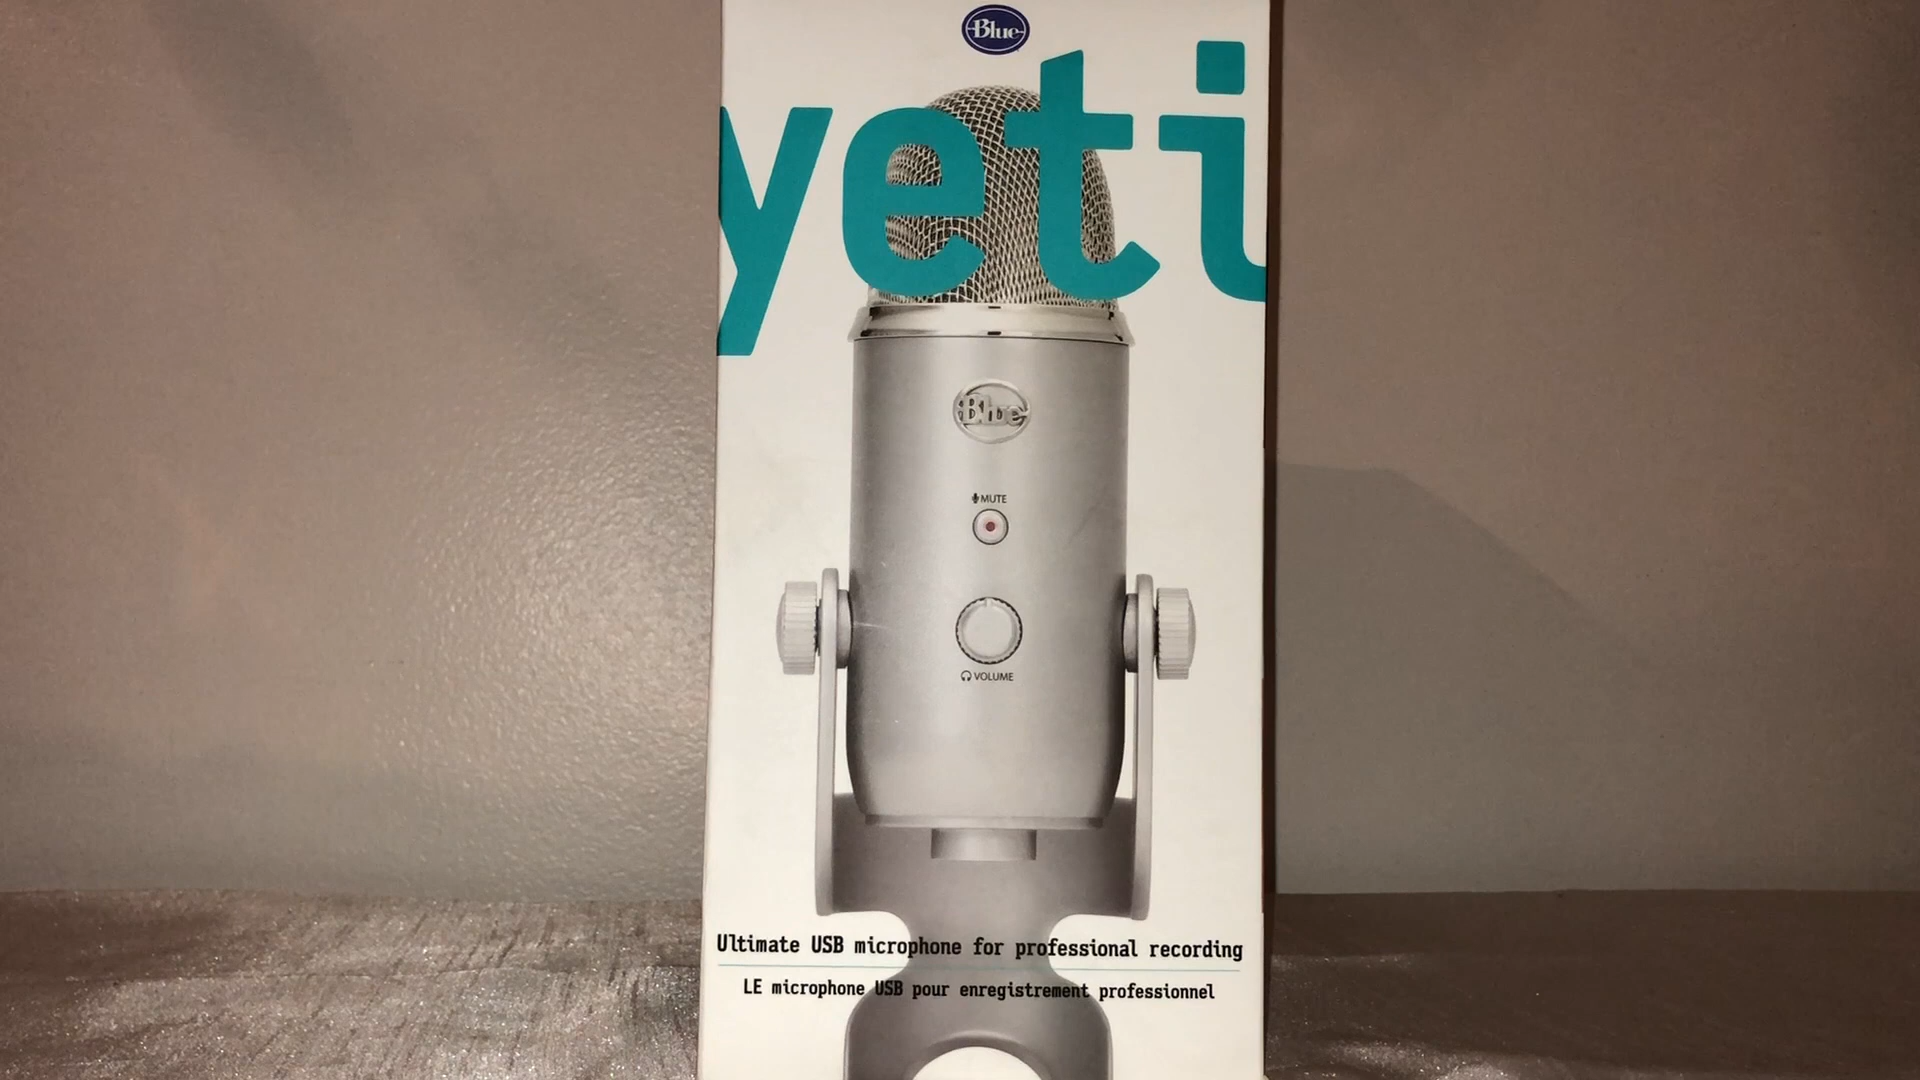 Blue
yeti
Blue
MUTE
VOLUME
Ultimate USB microphone for professional recording
LE microphone USB pour enregistrement professionnel